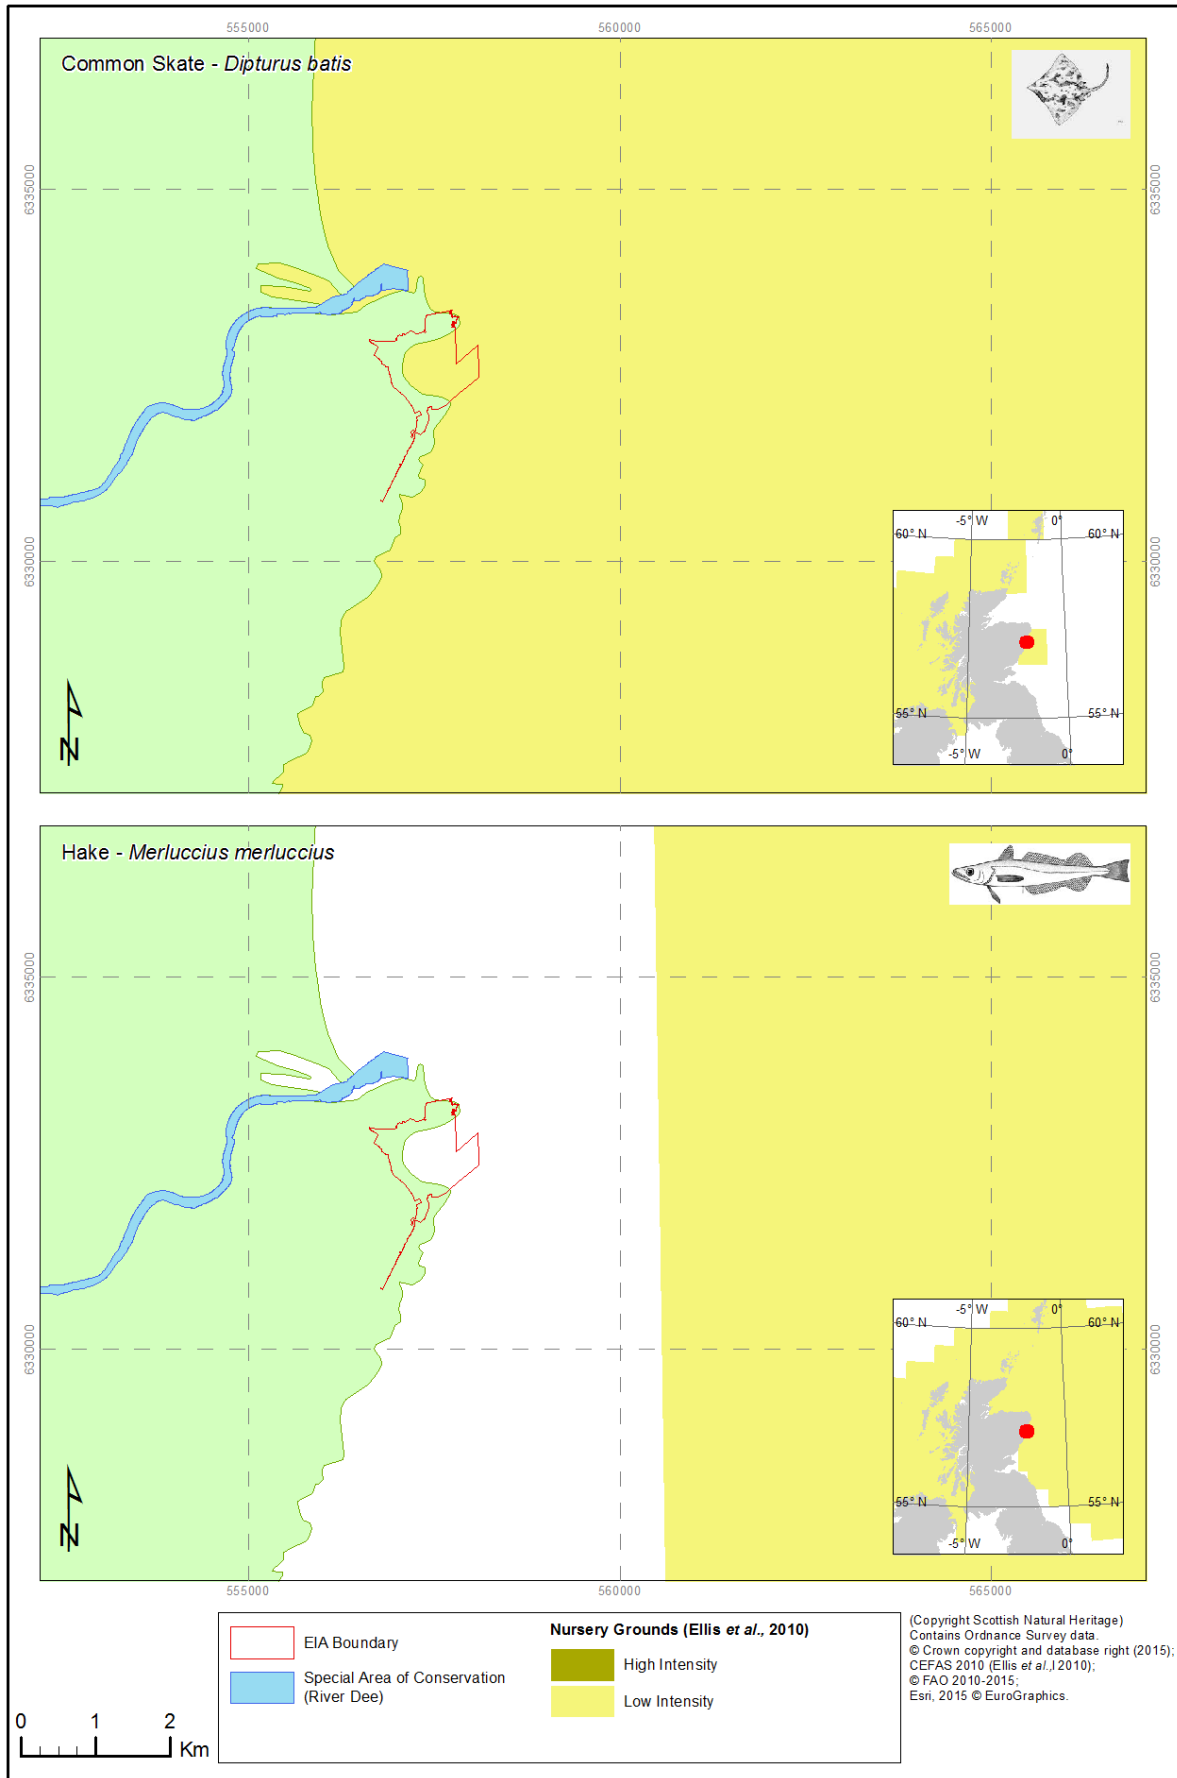 555000 560000 565000
Common Skate - Dipturus batis
6335000 6335000
6330000 6330000
-5° W 0°
60° N 60° N
55° N 55° N
-5° W 0°
N
Hake - Merluccius merluccius
6335000 6335000
6330000 6330000
-5° W 0°
60° N 60° N
55° N 55° N
-5° W 0°
N
555000 560000 565000
EIA Boundary
Special Area of Conservation
(River Dee)
Nursery Grounds (Ellis et al., 2010)
High Intensity
Low Intensity
(Copyright Scottish Natural Heritage)
Contains Ordnance Survey data.
© Crown copyright and database right (2015);
CEFAS 2010 (Ellis et al.,l 2010);
© FAO 2010-2015;
Esri, 2015 © EuroGraphics.
0 1 2
Km